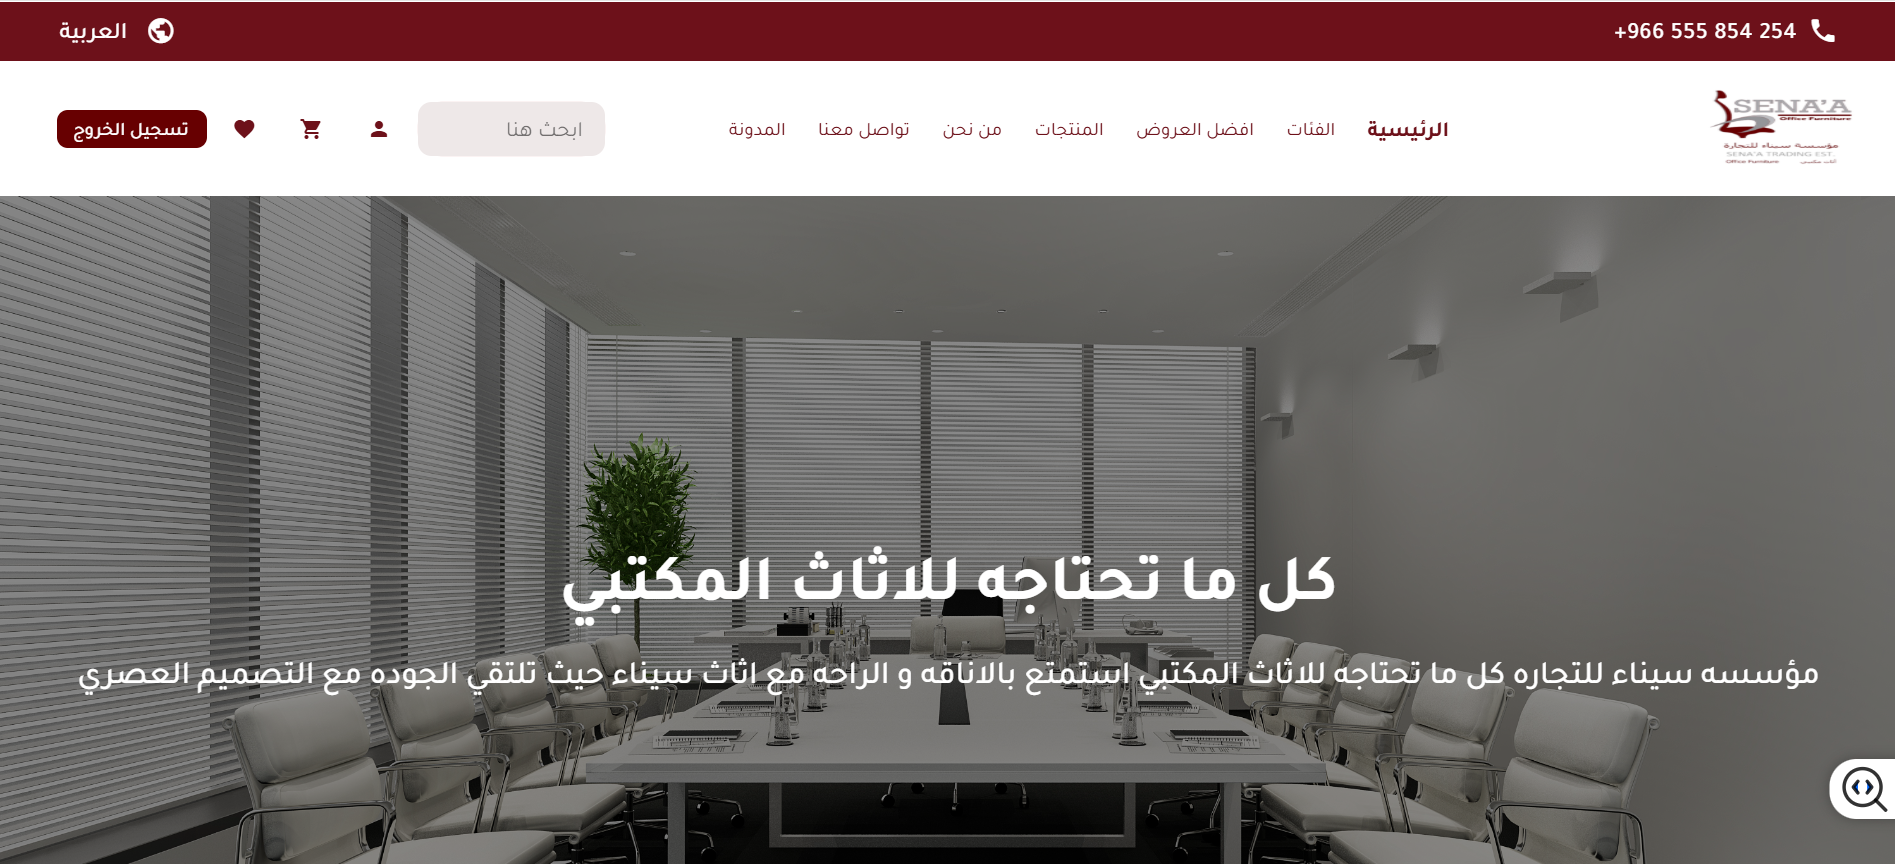 +966 555 854 254
العربية
SENA'A
Office Furniture
مؤسسة سيناء للتجارة
SENA'A TRADING EST.
Office Furniture أثاث مكتبي
الرئيسية
الفئات
افضل العروض
المنتجات
من نحن
تواصل معنا
المدونة
ابحث هنا
تسجيل الخروج
كل ما تحتاجه للاثاث المكتبي
مؤسسه سيناء للتجاره كل ما تحتاجه للاثاث المكتبي استمتع بالاناقه و الراحه مع اثاث سيناء حيث تلتقي الجوده مع التصميم العصري